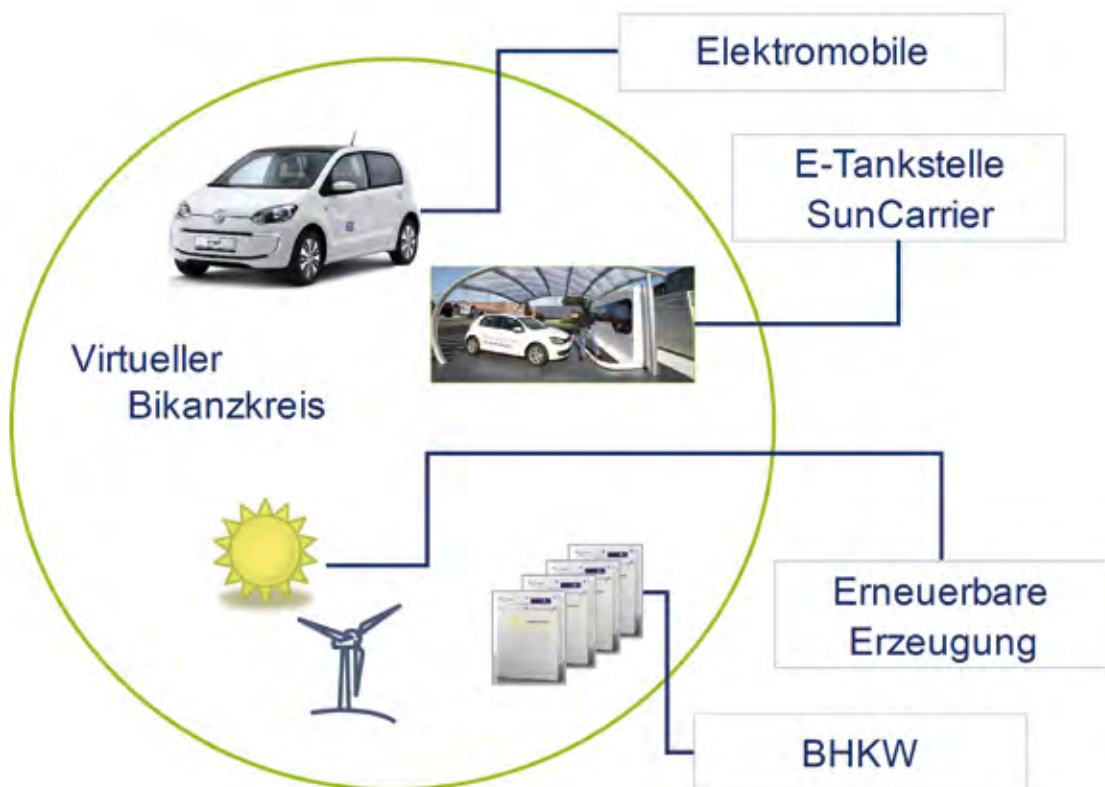 Elektromobile
E-Tankstelle
SunCarrier
Virtueller
Bikanzkreis
Erneuerbare
Erzeugung
BHKW